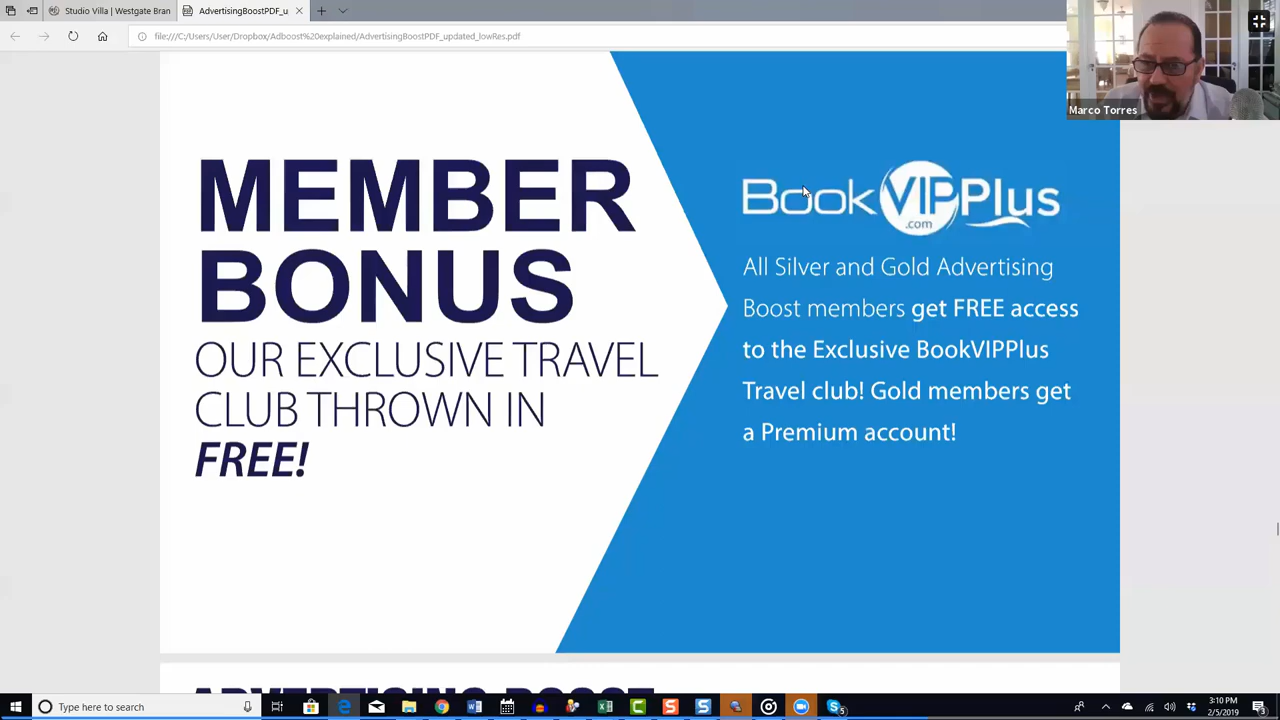 Studio Villa | Westgate Bran
AdvertisingBoostPDF_u
file:///C:/Users/User/Dropbox/Adboost%20explained/AdvertisingBoostPDF_updated_lowRes.pdf
Marco Torres
MEMBER
BONUS
OUR EXCLUSIVE TRAVEL
CLUB THROWN IN
FREE!
BookVIPPlus
.com
All Silver and Gold Advertising
Boost members get FREE access
to the Exclusive BookVIPPlus
Travel club! Gold members get
a Premium account!
ADVERTISING BOOST
Type here to search
3:10 PM
2/5/2019